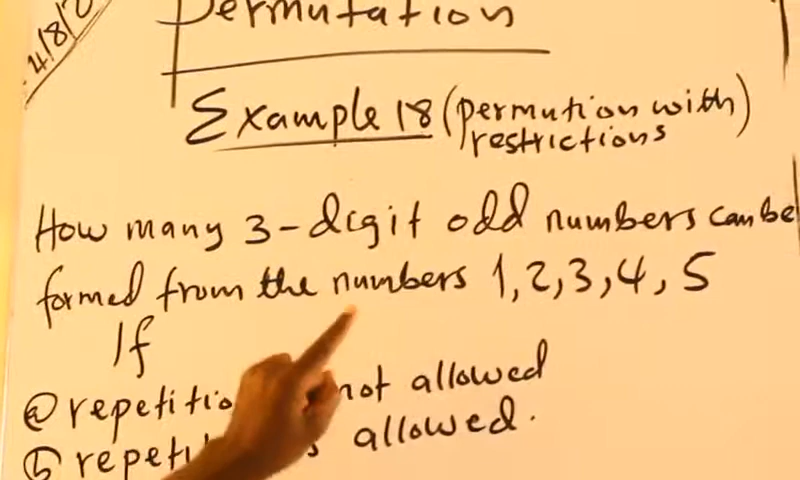 4/8/2
Permutation
Example 18 (permution with)
restrictions
How many 3-digit odd numbers can be
formed from the numbers 1,2,3,4,5
If
ⓐ repetitio not allowed
ⓑ repeti s allowed.